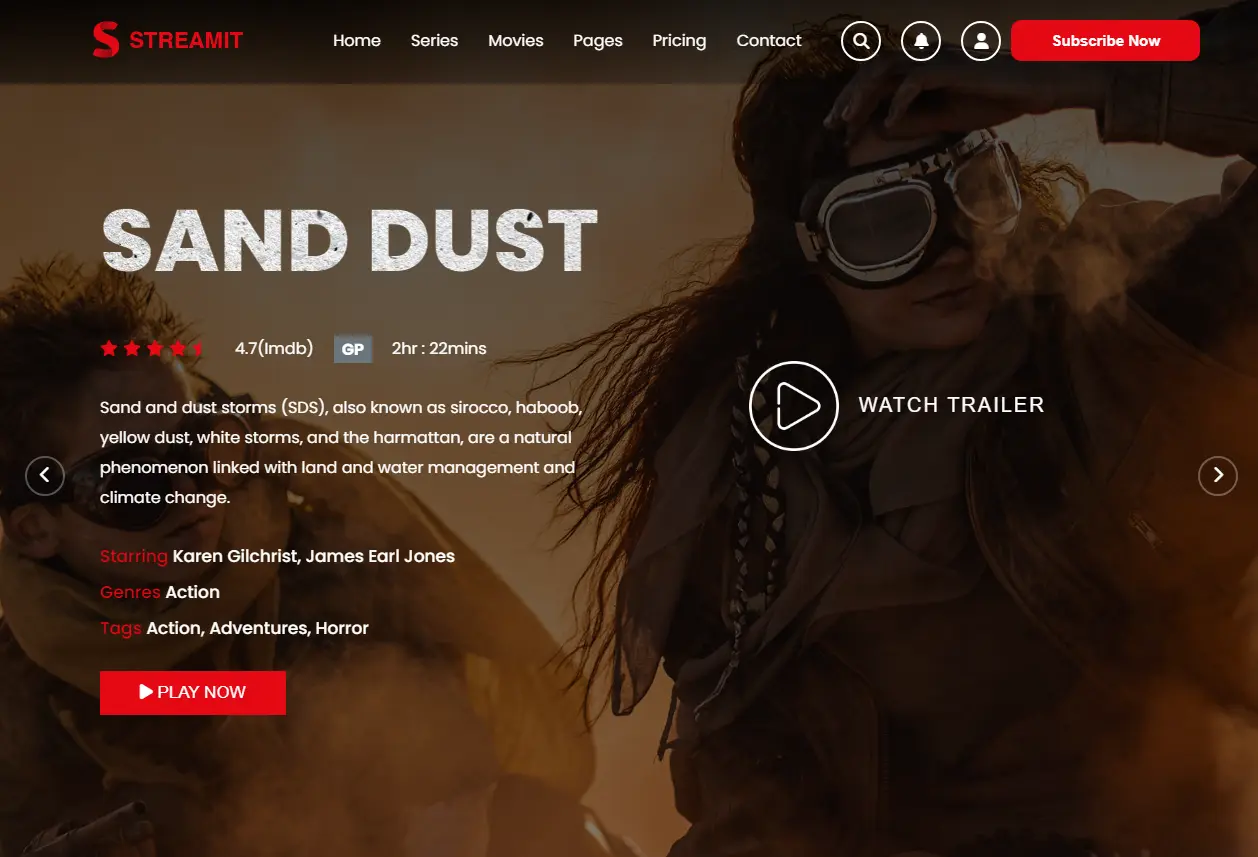 STREAMIT
Home Series Movies Pages Pricing Contact
Subscribe Now
SAND DUST
4.7(Imdb) GP 2hr : 22mins
Sand and dust storms (SDS), also known as sirocco, haboob,
yellow dust, white storms, and the harmattan, are a natural
phenomenon linked with land and water management and
climate change.
WATCH TRAILER
Starring Karen Gilchrist, James Earl Jones
Genres Action
Tags Action, Adventures, Horror
PLAY NOW